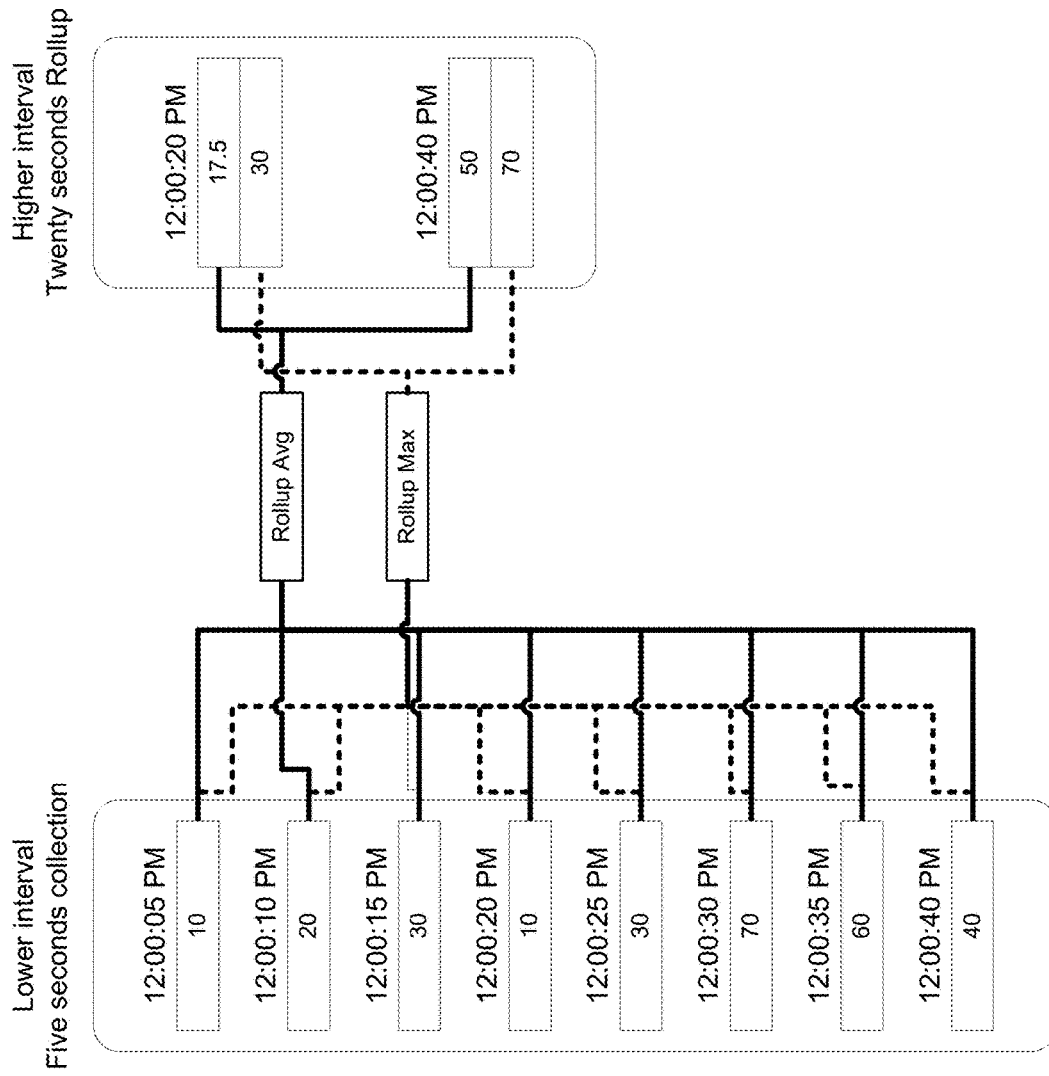 Lower interval
Five seconds collection
12:00:05 PM
10
12:00:10 PM
20
12:00:15 PM
30
12:00:20 PM
10
12:00:25 PM
30
12:00:30 PM
70
12:00:35 PM
60
12:00:40 PM
40
Rollup Avg
Rollup Max
Higher interval
Twenty seconds Rollup
12:00:20 PM
17.5
30
12:00:40 PM
50
70